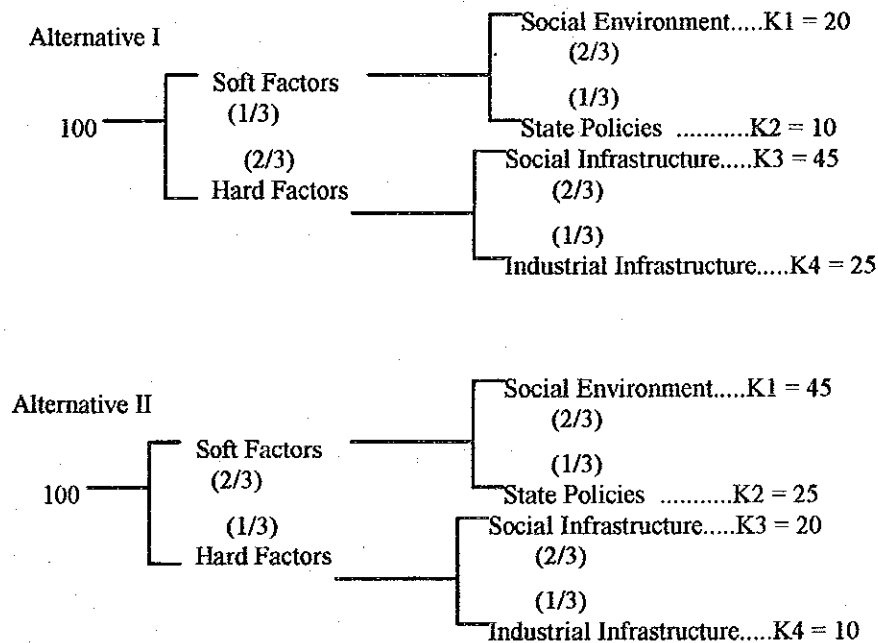 Alternative I
Social Environment.....K1 = 20
(2/3)
Soft Factors
(1/3)
(1/3)
100
State Policies ...........K2 = 10
(2/3)
Social Infrastructure.....K3 = 45
Hard Factors
(2/3)
(1/3)
Industrial Infrastructure.....K4 = 25
Alternative II
Social Environment.....K1 = 45
(2/3)
Soft Factors
(2/3)
(1/3)
100
State Policies ...........K2 = 25
(1/3)
Social Infrastructure.....K3 = 20
Hard Factors
(2/3)
(1/3)
Industrial Infrastructure.....K4 = 10